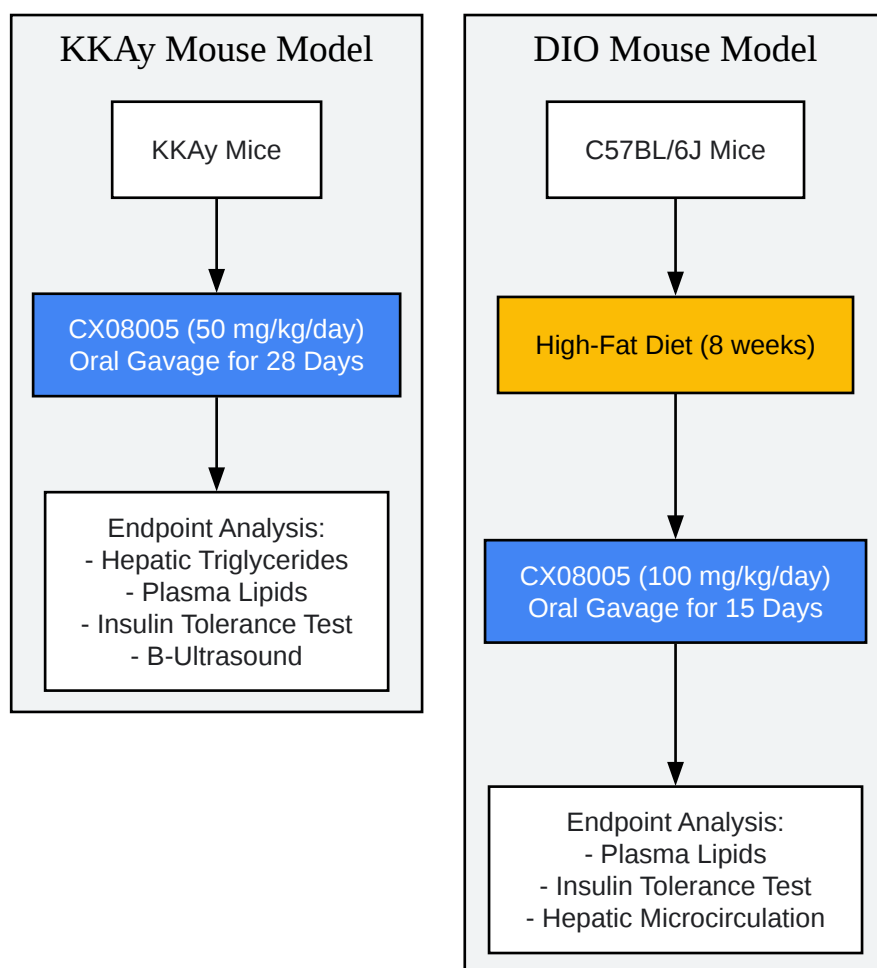 KKAy Mouse Model
KKAy Mice
CX08005 (50 mg/kg/day)
Oral Gavage for 28 Days
Endpoint Analysis:
- Hepatic Triglycerides
- Plasma Lipids
- Insulin Tolerance Test
- B-Ultrasound
DIO Mouse Model
C57BL/6J Mice
High-Fat Diet (8 weeks)
CX08005 (100 mg/kg/day)
Oral Gavage for 15 Days
Endpoint Analysis:
- Plasma Lipids
- Insulin Tolerance Test
- Hepatic Microcirculation